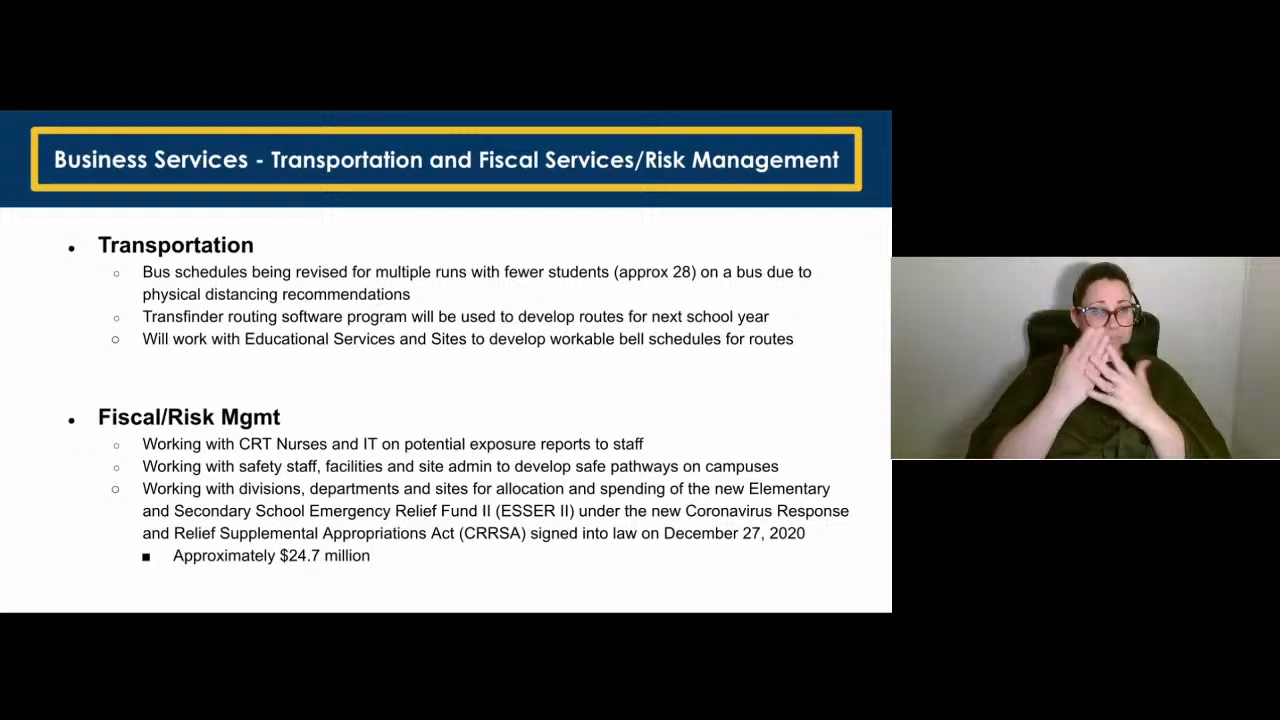 Business Services - Transportation and Fiscal Services/Risk Management
● Transportation
○ Bus schedules being revised for multiple runs with fewer students (approx 28) on a bus due to
physical distancing recommendations
○ Transfinder routing software program will be used to develop routes for next school year
○ Will work with Educational Services and Sites to develop workable bell schedules for routes
● Fiscal/Risk Mgmt
○ Working with CRT Nurses and IT on potential exposure reports to staff
○ Working with safety staff, facilities and site admin to develop safe pathways on campuses
○ Working with divisions, departments and sites for allocation and spending of the new Elementary
and Secondary School Emergency Relief Fund II (ESSER II) under the new Coronavirus Response
and Relief Supplemental Appropriations Act (CRRSA) signed into law on December 27, 2020
■ Approximately $24.7 million